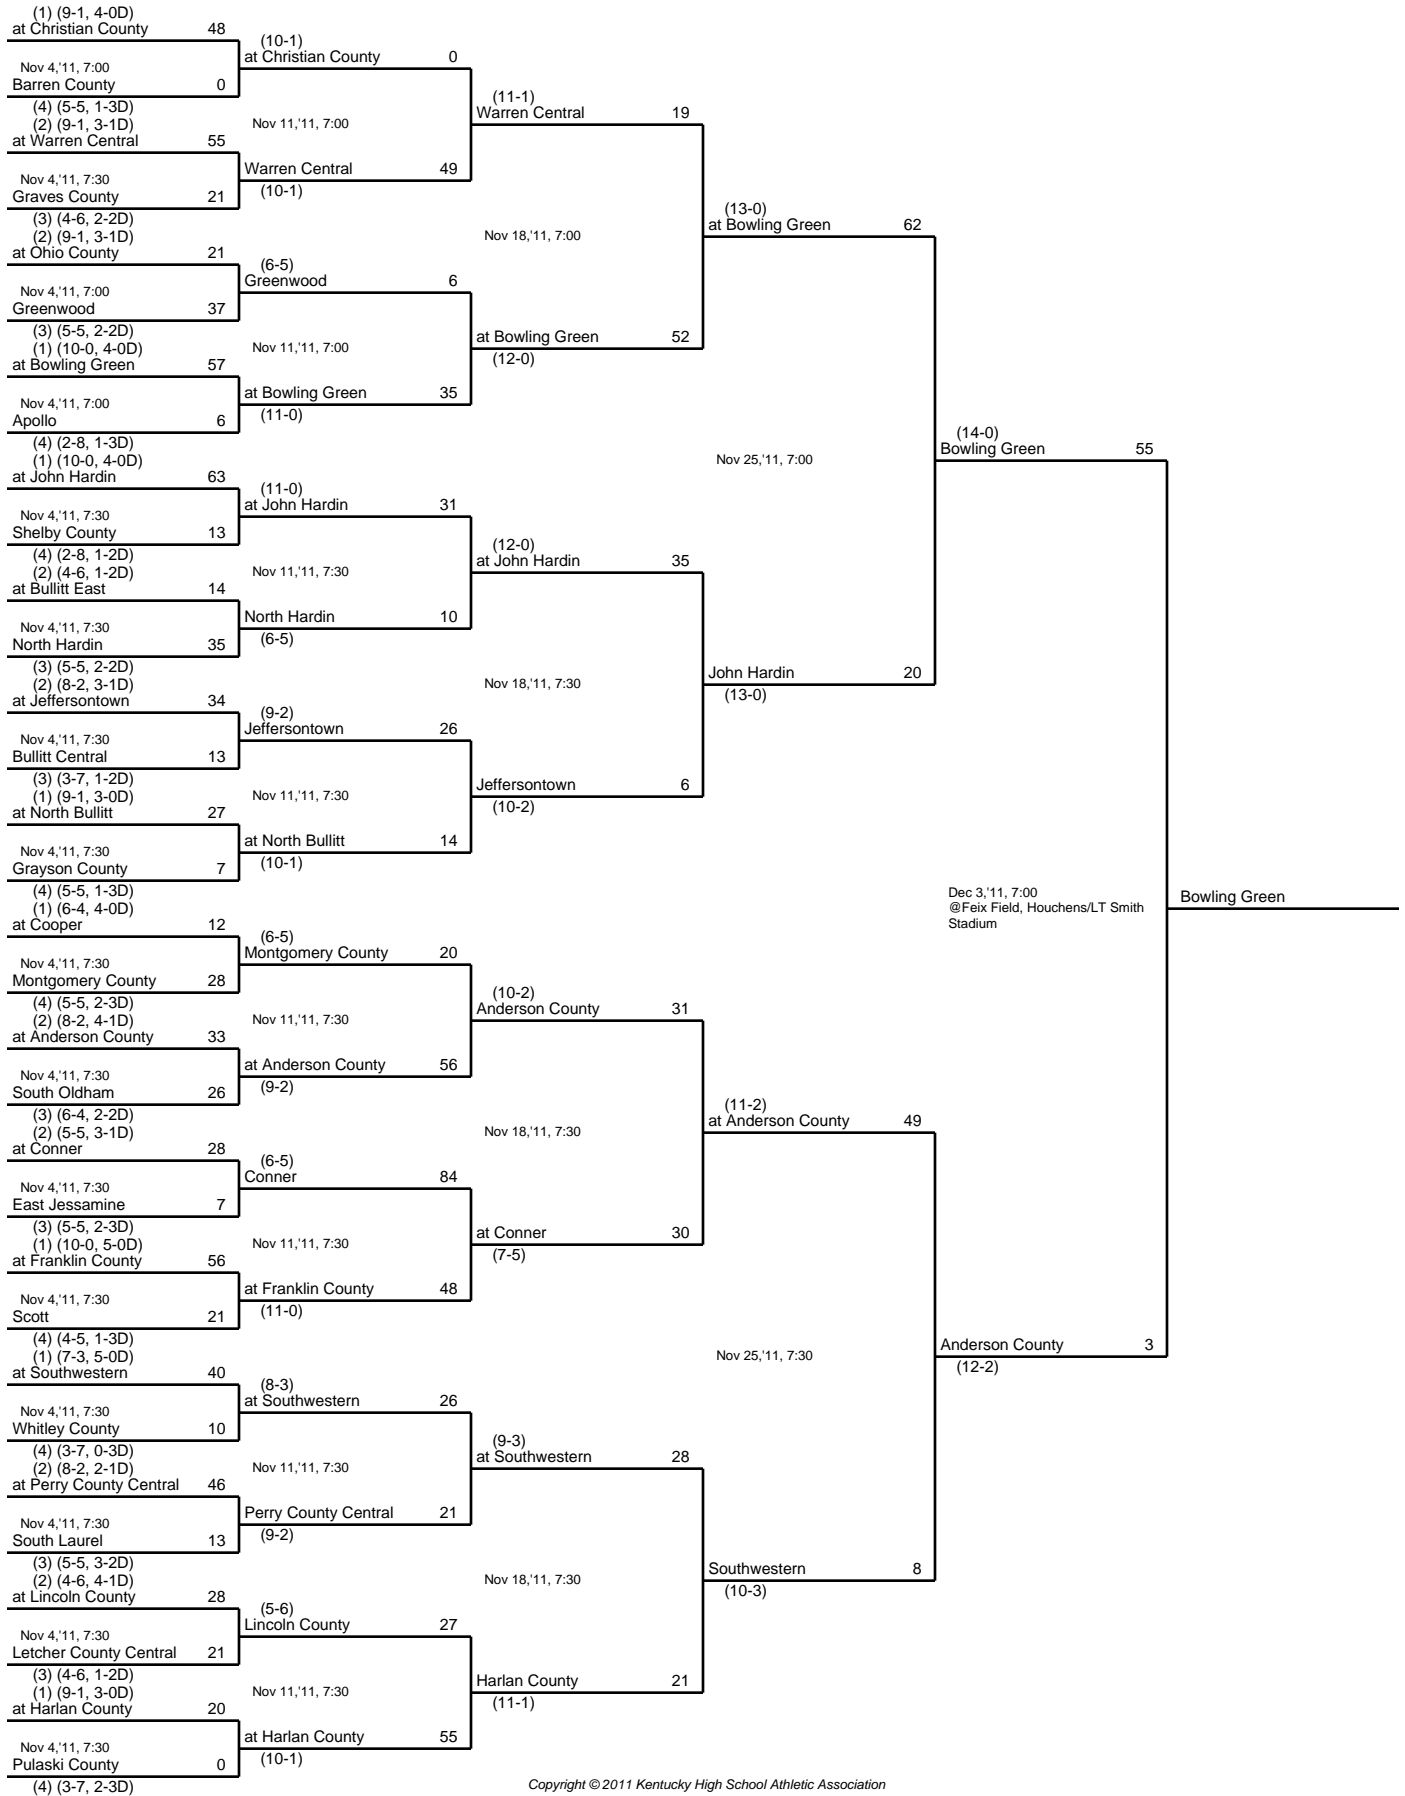 (1) (9-1, 4-0D)
at Christian County 48
Nov 4,'11, 7:00
Barren County 0
(4) (5-5, 1-3D)
(2) (9-1, 3-1D)
at Warren Central 55
Nov 4,'11, 7:30
Graves County 21
(3) (4-6, 2-2D)
(2) (9-1, 3-1D)
at Ohio County 21
Nov 4,'11, 7:00
Greenwood 37
(3) (5-5, 2-2D)
(1) (10-0, 4-0D)
at Bowling Green 57
Nov 4,'11, 7:00
Apollo 6
(4) (2-8, 1-3D)
(1) (10-0, 4-0D)
at John Hardin 63
Nov 4,'11, 7:30
Shelby County 13
(4) (2-8, 1-2D)
(2) (4-6, 1-2D)
at Bullitt East 14
Nov 4,'11, 7:30
North Hardin 35
(3) (5-5, 2-2D)
(2) (8-2, 3-1D)
at Jeffersontown 34
Nov 4,'11, 7:30
Bullitt Central 13
(3) (3-7, 1-2D)
(1) (9-1, 3-0D)
at North Bullitt 27
Nov 4,'11, 7:30
Grayson County 7
(4) (5-5, 1-3D)
(1) (6-4, 4-0D)
at Cooper 12
Nov 4,'11, 7:30
Montgomery County 28
(4) (5-5, 2-3D)
(2) (8-2, 4-1D)
at Anderson County 33
Nov 4,'11, 7:30
South Oldham 26
(3) (6-4, 2-2D)
(2) (5-5, 3-1D)
at Conner 28
Nov 4,'11, 7:30
East Jessamine 7
(3) (5-5, 2-3D)
(1) (10-0, 5-0D)
at Franklin County 56
Nov 4,'11, 7:30
Scott 21
(4) (4-5, 1-3D)
(1) (7-3, 5-0D)
at Southwestern 40
Nov 4,'11, 7:30
Whitley County 10
(4) (3-7, 0-3D)
(2) (8-2, 2-1D)
at Perry County Central 46
Nov 4,'11, 7:30
South Laurel 13
(3) (5-5, 3-2D)
(2) (4-6, 4-1D)
at Lincoln County 28
Nov 4,'11, 7:30
Letcher County Central 21
(3) (4-6, 1-2D)
(1) (9-1, 3-0D)
at Harlan County 20
Nov 4,'11, 7:30
Pulaski County 0
(4) (3-7, 2-3D)
(10-1)
at Christian County 0
Nov 11,'11, 7:00
Warren Central 49
(10-1)
(6-5)
Greenwood 6
Nov 11,'11, 7:00
at Bowling Green 35
(11-0)
(11-0)
at John Hardin 31
Nov 11,'11, 7:30
North Hardin 10
(6-5)
(9-2)
Jeffersontown 26
Nov 11,'11, 7:30
at North Bullitt 14
(10-1)
(6-5)
Montgomery County 20
Nov 11,'11, 7:30
at Anderson County 56
(9-2)
(6-5)
Conner 84
Nov 11,'11, 7:30
at Franklin County 48
(11-0)
(8-3)
at Southwestern 26
Nov 11,'11, 7:30
Perry County Central 21
(9-2)
(5-6)
Lincoln County 27
Nov 11,'11, 7:30
at Harlan County 55
(10-1)
(11-1)
Warren Central 19
Nov 18,'11, 7:00
at Bowling Green 52
(12-0)
(12-0)
at John Hardin 35
Nov 18,'11, 7:30
Jeffersontown 6
(10-2)
(10-2)
Anderson County 31
Nov 18,'11, 7:30
at Conner 30
(7-5)
(9-3)
at Southwestern 28
Nov 18,'11, 7:30
Harlan County 21
(11-1)
(13-0)
at Bowling Green 62
Nov 25,'11, 7:00
John Hardin 20
(13-0)
(11-2)
at Anderson County 49
Nov 25,'11, 7:30
Southwestern 8
(10-3)
(14-0)
Bowling Green 55
Dec 3,'11, 7:00
@Feix Field, Houchens/LT Smith
Stadium
Anderson County 3
(12-2)
Bowling Green
Copyright © 2011 Kentucky High School Athletic Association